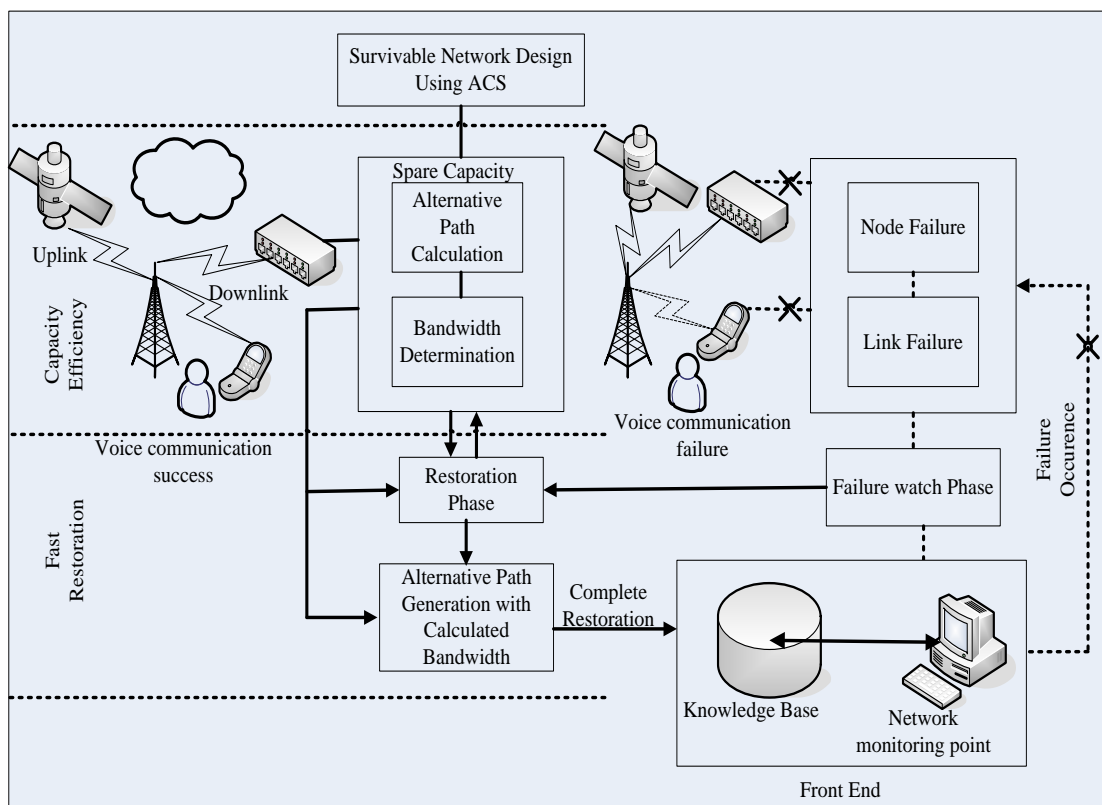 Survivable Network Design
Using ACS
Spare Capacity
Alternative
Path
Calculation
Bandwidth
Determination
Uplink
Downlink
Capacity
Efficiency
Voice communication
success
Node Failure
Link Failure
Voice communication
failure
Failure
Occurence
Fast
Restoration
Restoration
Phase
Failure watch Phase
Alternative Path
Generation with
Calculated
Bandwidth
Complete
Restoration
Knowledge Base
Network
monitoring point
Front End